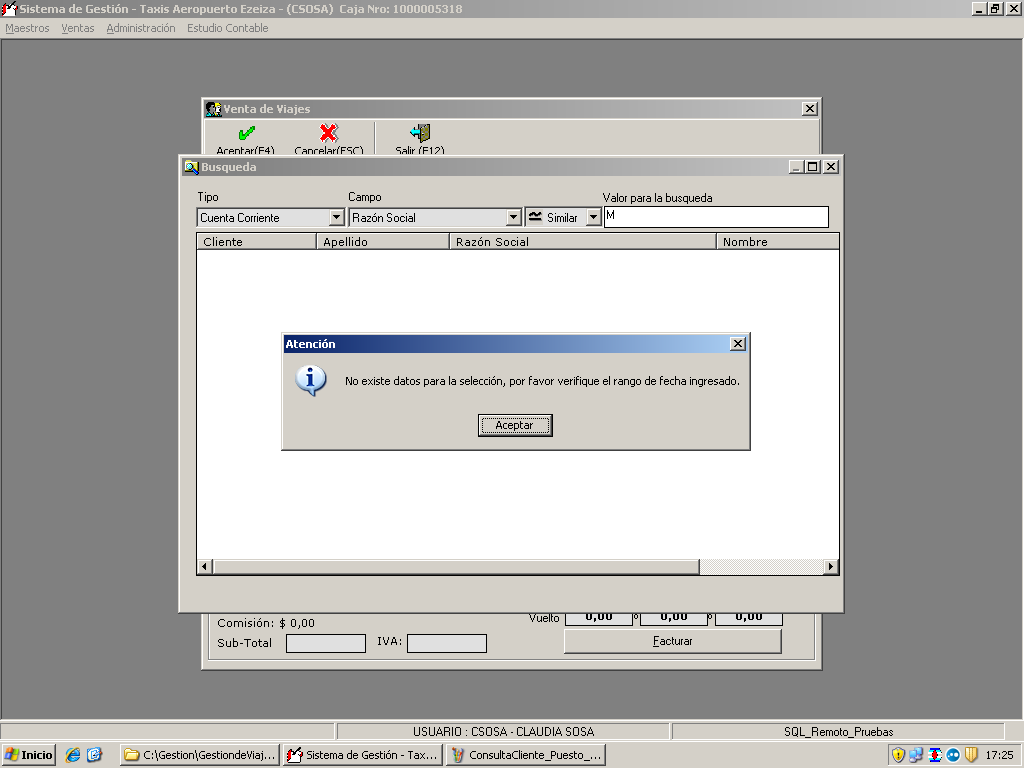 Sistema de Gestión - Taxis Aeropuerto Ezeiza - (CSOSA) Caja Nro: 1000005318
Maestros Ventas Administración Estudio Contable
Venta de Viajes
Aceptar(F4) Cancelar(ESC) Salir (F12)
Busqueda
Tipo Campo Valor para la busqueda
Cuenta Corriente Razón Social Similar M
Cliente Apellido Razón Social Nombre
Atención
No existe datos para la selección, por favor verifique el rango de fecha ingresado.
Aceptar
Comisión: $ 0,00 Vuelto 0,00 0,00 0,00
Sub-Total IVA: Facturar
USUARIO : CSOSA - CLAUDIA SOSA SQL_Remoto_Pruebas
Inicio C:\Gestion\GestiondeViaj... Sistema de Gestión - Tax... ConsultaCliente_Puesto_... 17:25